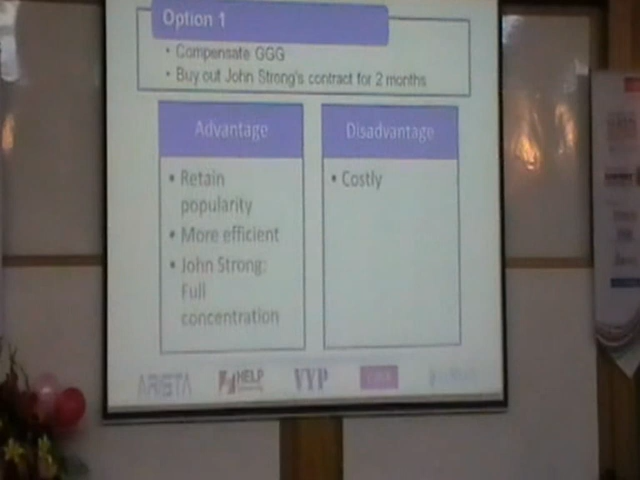 Option 1
• Compensate GGG
• Buy out John Strong's contract for 2 months
Advantage
• Retain
popularity
• More efficient
• John Strong:
Full
concentration
Disadvantage
• Costly
ARISTA
HELP
VYP